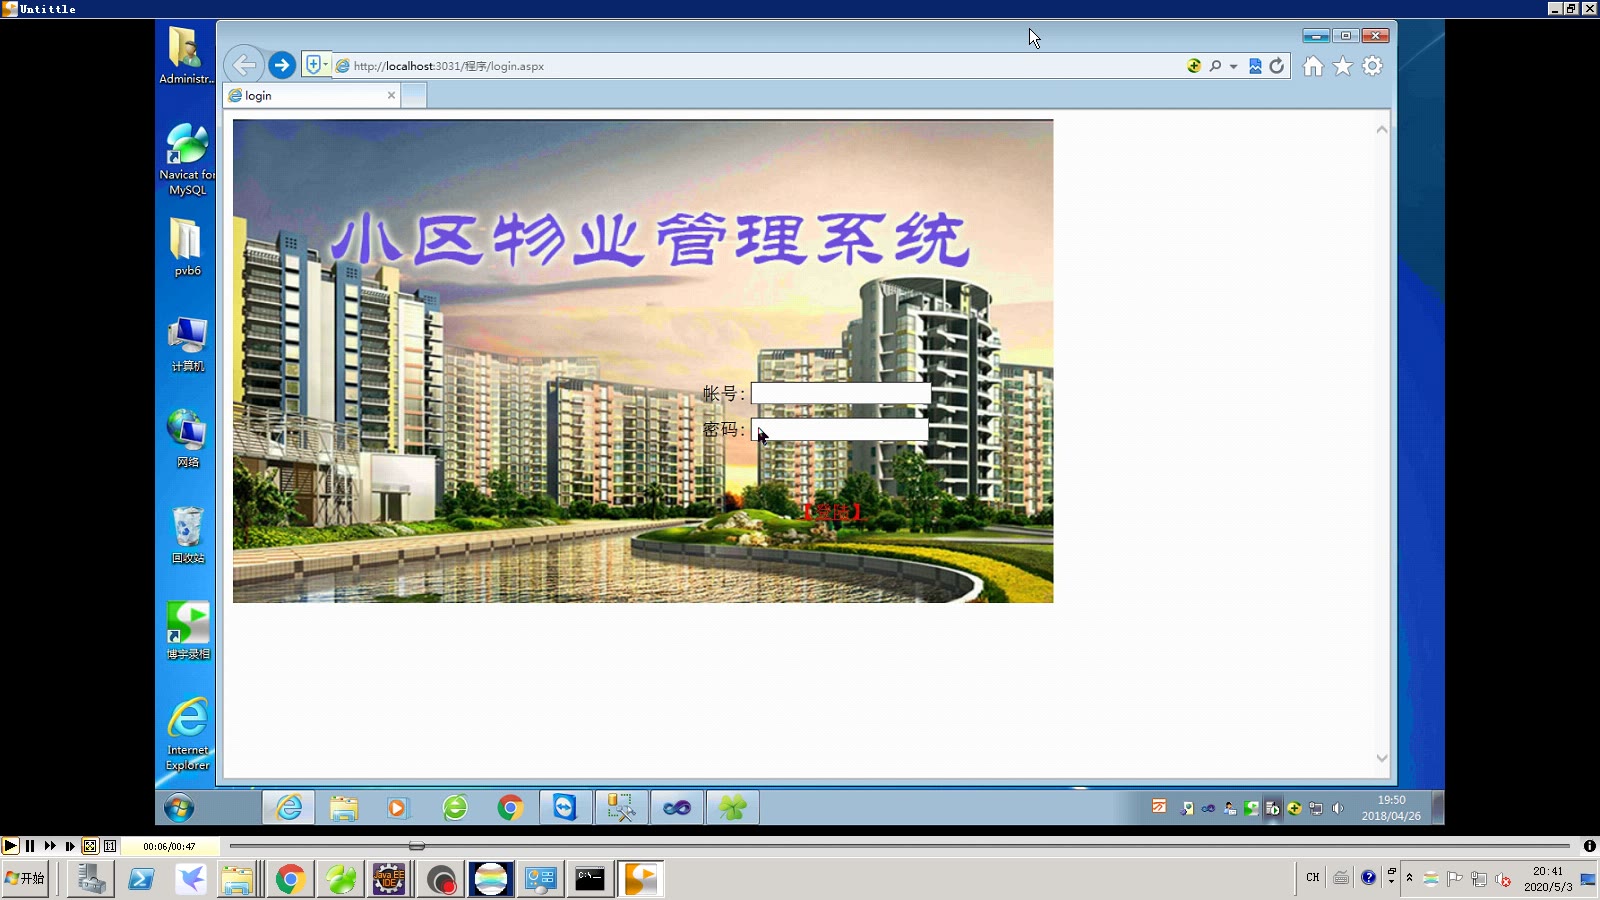 Untittle
Administr...
Navicat for
MySQL
pvb6
计算机
网络
回收站
博宇录相
Internet
Explorer
http://localhost:3031/程序/login.aspx
login
小区物业管理系统
帐号:
密码:
【登陆】
19:50
2018/04/26
00:06/00:47
开始
Java EE
IDE
C:\
CH
20:41
2020/5/3